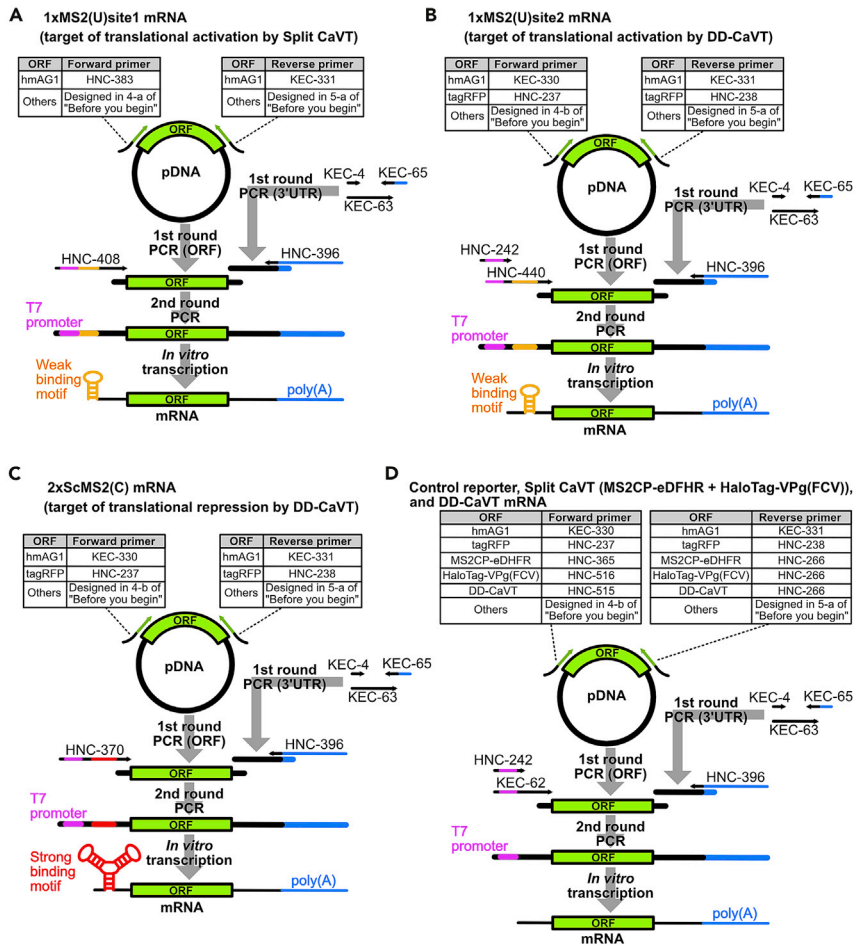 A
1xMS2(U)site1 mRNA
(target of translational activation by Split CaVT)
ORF Forward primer
hmAG1 HNC-383
Others Designed in 4-a of
"Before you begin"
ORF Reverse primer
hmAG1 KEC-331
Others Designed in 5-a of
"Before you begin"
ORF
pDNA
1st round
PCR (3'UTR)
KEC-4 KEC-65
KEC-63
1st round
PCR (ORF)
HNC-408
HNC-396
ORF
T7
promoter
2nd round
PCR
ORF
In vitro
transcription
Weak
binding
motif
poly(A)
ORF
mRNA
B
1xMS2(U)site2 mRNA
(target of translational activation by DD-CaVT)
ORF Forward primer
hmAG1 KEC-330
tagRFP HNC-237
Others Designed in 4-b of
"Before you begin"
ORF Reverse primer
hmAG1 KEC-331
tagRFP HNC-238
Others Designed in 5-a of
"Before you begin"
ORF
pDNA
1st round
PCR (3'UTR)
KEC-4 KEC-65
KEC-63
1st round
PCR (ORF)
HNC-242
HNC-440
HNC-396
ORF
T7
promoter
2nd round
PCR
ORF
In vitro
transcription
Weak
binding
motif
poly(A)
ORF
mRNA
C
2xScMS2(C) mRNA
(target of translational repression by DD-CaVT)
ORF Forward primer
hmAG1 KEC-330
tagRFP HNC-237
Others Designed in 4-b of
"Before you begin"
ORF Reverse primer
hmAG1 KEC-331
tagRFP HNC-238
Others Designed in 5-a of
"Before you begin"
ORF
pDNA
1st round
PCR (3'UTR)
KEC-4 KEC-65
KEC-63
1st round
PCR (ORF)
HNC-370
HNC-396
ORF
T7
promoter
2nd round
PCR
ORF
In vitro
transcription
Strong
binding
motif
poly(A)
ORF
mRNA
D
Control reporter, Split CaVT (MS2CP-eDFHR + HaloTag-VPg(FCV)),
and DD-CaVT mRNA
ORF Forward primer
hmAG1 KEC-330
tagRFP HNC-237
MS2CP-eDHFR HNC-365
HaloTag-VPg(FCV) HNC-516
DD-CaVT HNC-515
Others Designed in 4-b of
"Before you begin"
ORF Reverse primer
hmAG1 KEC-331
tagRFP HNC-238
MS2CP-eDHFR HNC-266
HaloTag-VPg(FCV) HNC-266
DD-CaVT HNC-266
Others Designed in 5-a of
"Before you begin"
ORF
pDNA
1st round
PCR (3'UTR)
KEC-4 KEC-65
KEC-63
1st round
PCR (ORF)
HNC-242
KEC-62
HNC-396
ORF
T7
promoter
2nd round
PCR
ORF
In vitro
transcription
poly(A)
ORF
mRNA